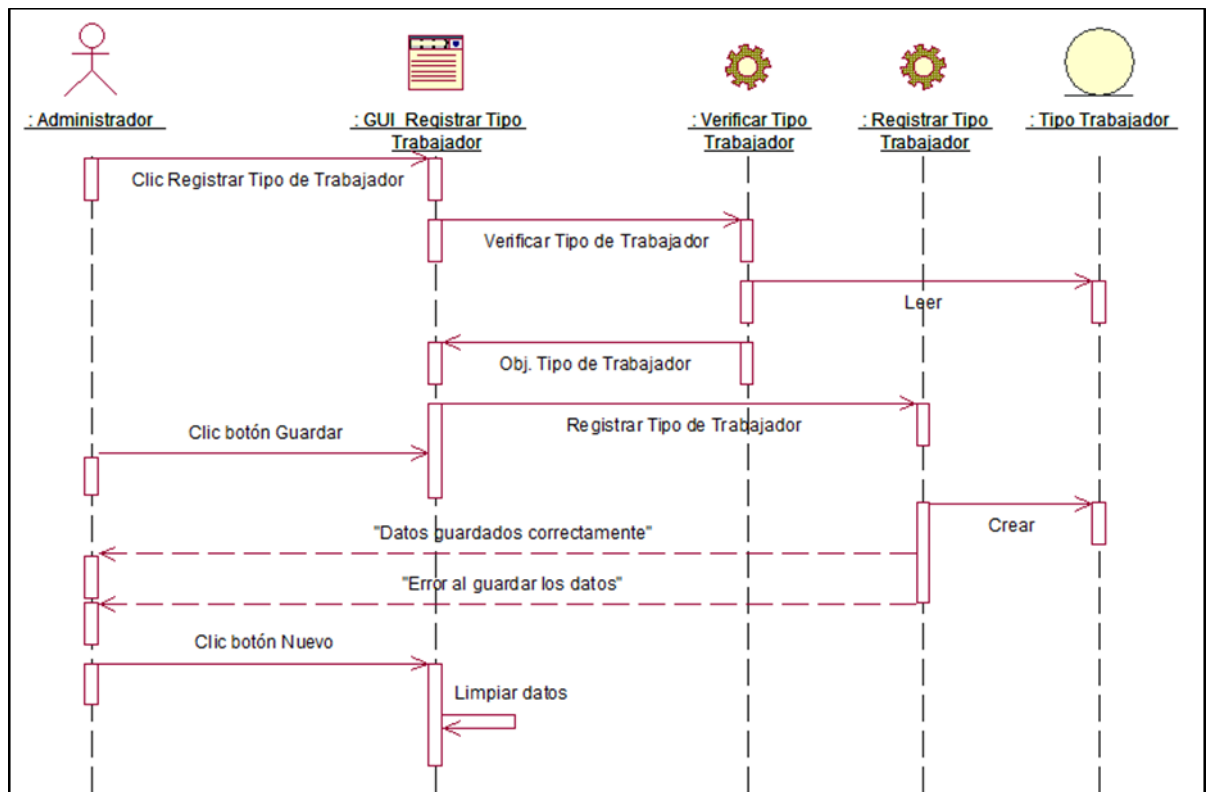 : Administrador
: GUI_Registrar Tipo
Trabajador
: Verificar Tipo
Trabajador
: Registrar Tipo
Trabajador
: Tipo Trabajador
Clic Registrar Tipo de Trabajador
Verificar Tipo de Trabajador
Leer
Obj. Tipo de Trabajador
Registrar Tipo de Trabajador
Clic botón Guardar
Crear
"Datos guardados correctamente"
"Error al guardar los datos"
Clic botón Nuevo
Limpiar datos